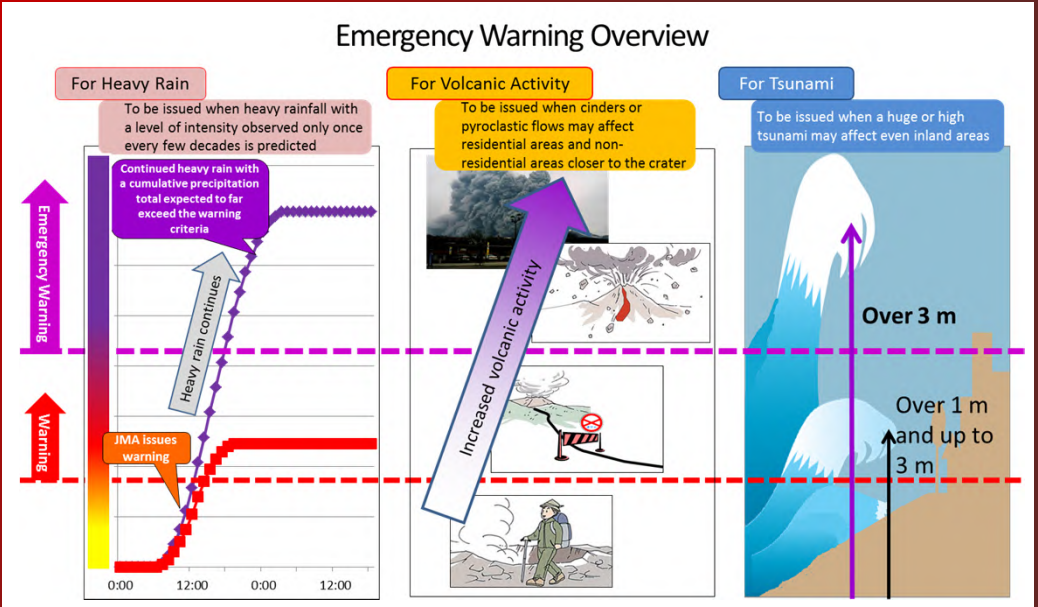 Emergency Warning Overview
For Heavy Rain
To be issued when heavy rainfall with
a level of intensity observed only once
every few decades is predicted
Continued heavy rain with
a cumulative precipitation
total expected to far
exceed the warning
criteria
Heavy rain continues
JMA issues
warning
Emergency Warning
Warning
0:00
12:00
0:00
12:00
For Volcanic Activity
To be issued when cinders or
pyroclastic flows may affect
residential areas and non-
residential areas closer to the crater
Increased volcanic activity
For Tsunami
To be issued when a huge or high
tsunami may affect even inland areas
Over 3 m
Over 1 m
and up to
3 m